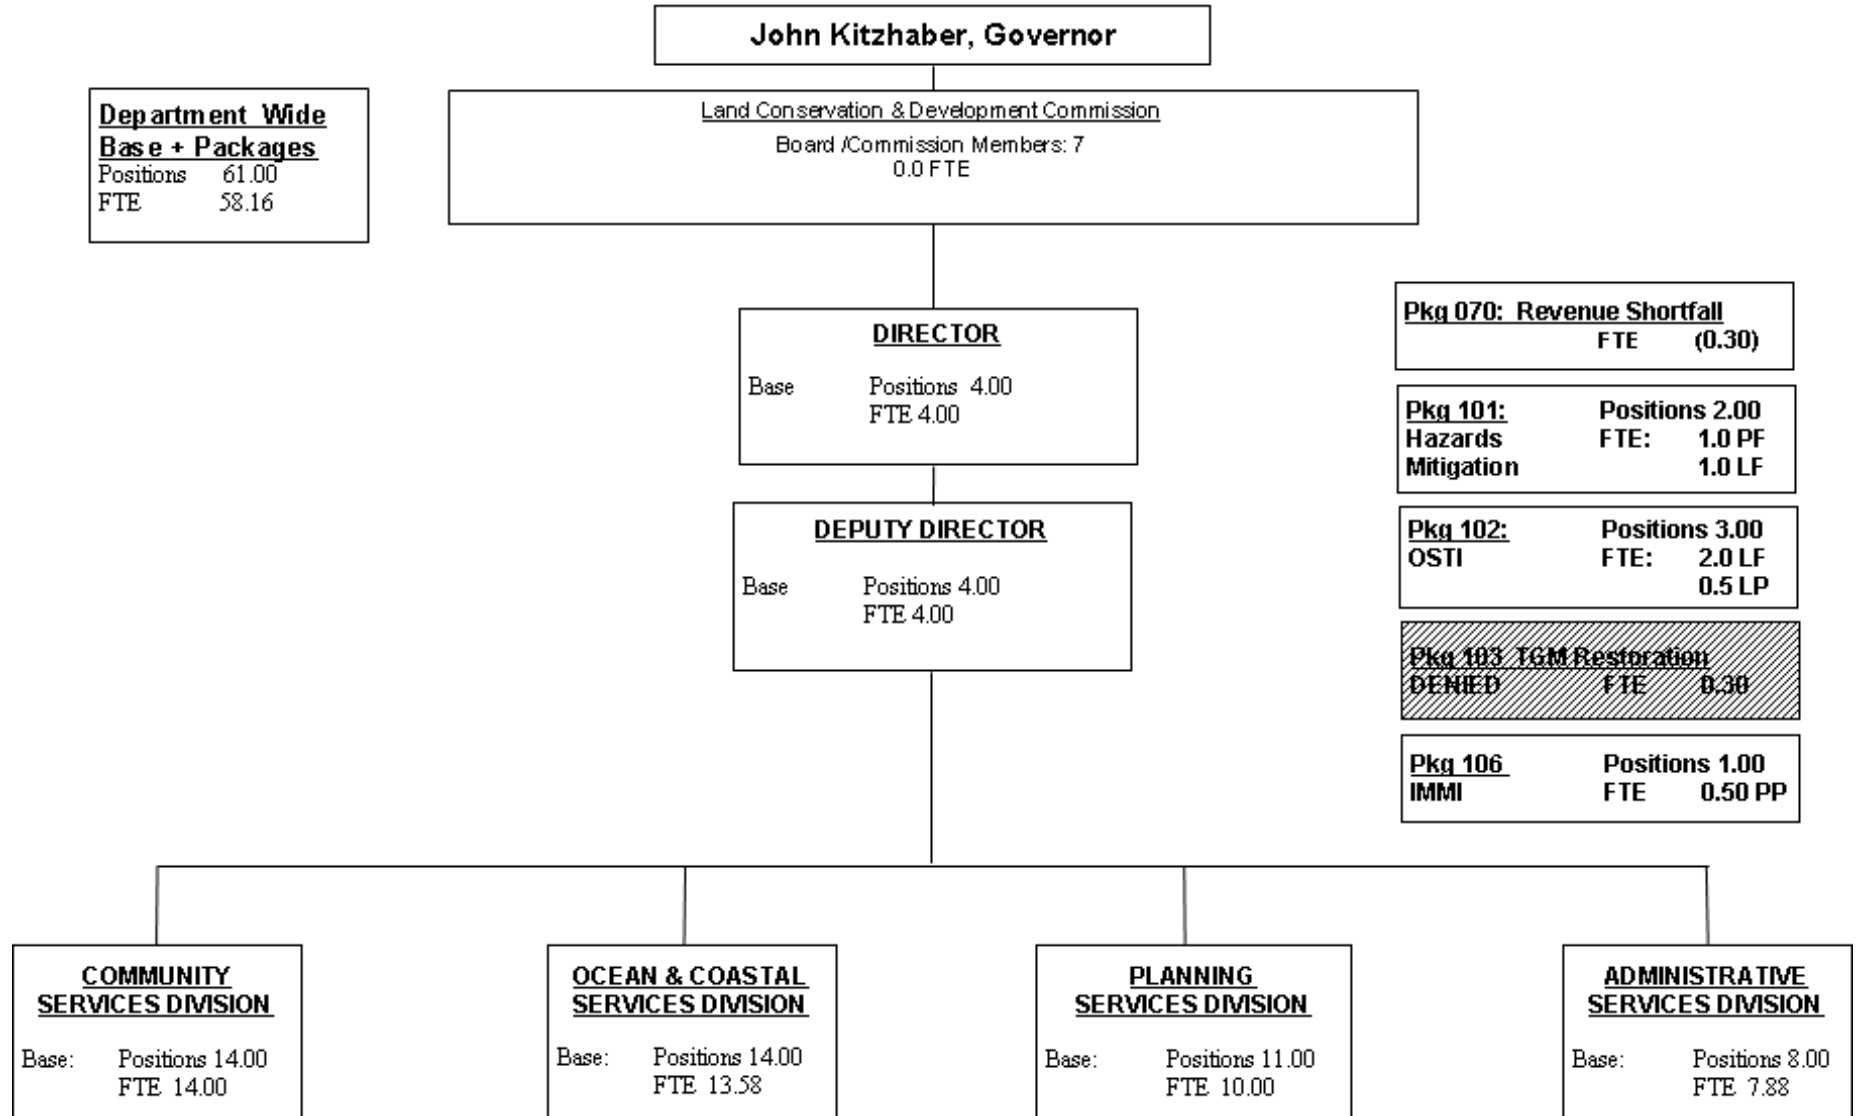 John Kitzhaber, Governor
Department Wide
Base + Packages
Positions 61.00
FTE 58.16
Land Conservation & Development Commission
Board /Commission Members: 7
0.0 FTE
DIRECTOR
Base Positions 4.00
FTE 4.00
DEPUTY DIRECTOR
Base Positions 4.00
FTE 4.00
Pkg 070: Revenue Shortfall
FTE (0.30)
Pkg 101: Positions 2.00
Hazards FTE: 1.0 PF
Mitigation 1.0 LF
Pkg 102: Positions 3.00
OSTI FTE: 2.0 LF
0.5 LP
Pkg 103 TGM Restoration
DENIED FTE 0.30
Pkg 106 Positions 1.00
IMMI FTE 0.50 PP
COMMUNITY
SERVICES DIVISION
Base: Positions 14.00
FTE 14.00
OCEAN & COASTAL
SERVICES DIVISION
Base: Positions 14.00
FTE 13.58
PLANNING
SERVICES DIVISION
Base: Positions 11.00
FTE 10.00
ADMINISTRATIVE
SERVICES DIVISION
Base: Positions 8.00
FTE 7.88